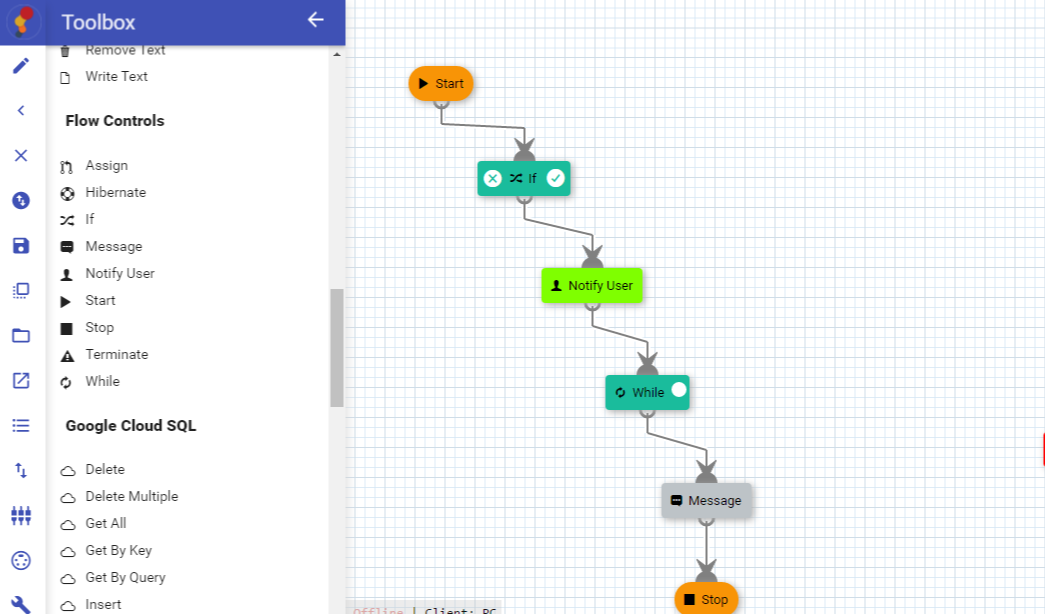 Toolbox
Remove Text
Write Text
Flow Controls
Assign
Hibernate
If
Message
Notify User
Start
Stop
Terminate
While
Google Cloud SQL
Delete
Delete Multiple
Get All
Get By Key
Get By Query
Insert
Start
If
Notify User
While
Message
Stop
Offline | Client: PC